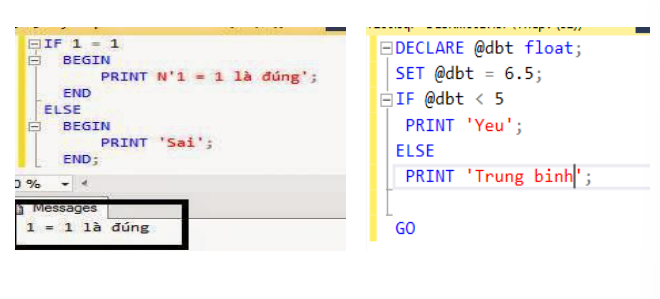 IF 1 = 1
BEGIN
PRINT N'1 = 1 là đúng';
END
ELSE
BEGIN
PRINT 'Sai';
END;
0 %
Messages
1 = 1 là đúng
DECLARE @dbt float;
SET @dbt = 6.5;
IF @dbt < 5
PRINT 'Yeu';
ELSE
PRINT 'Trung binh';
GO